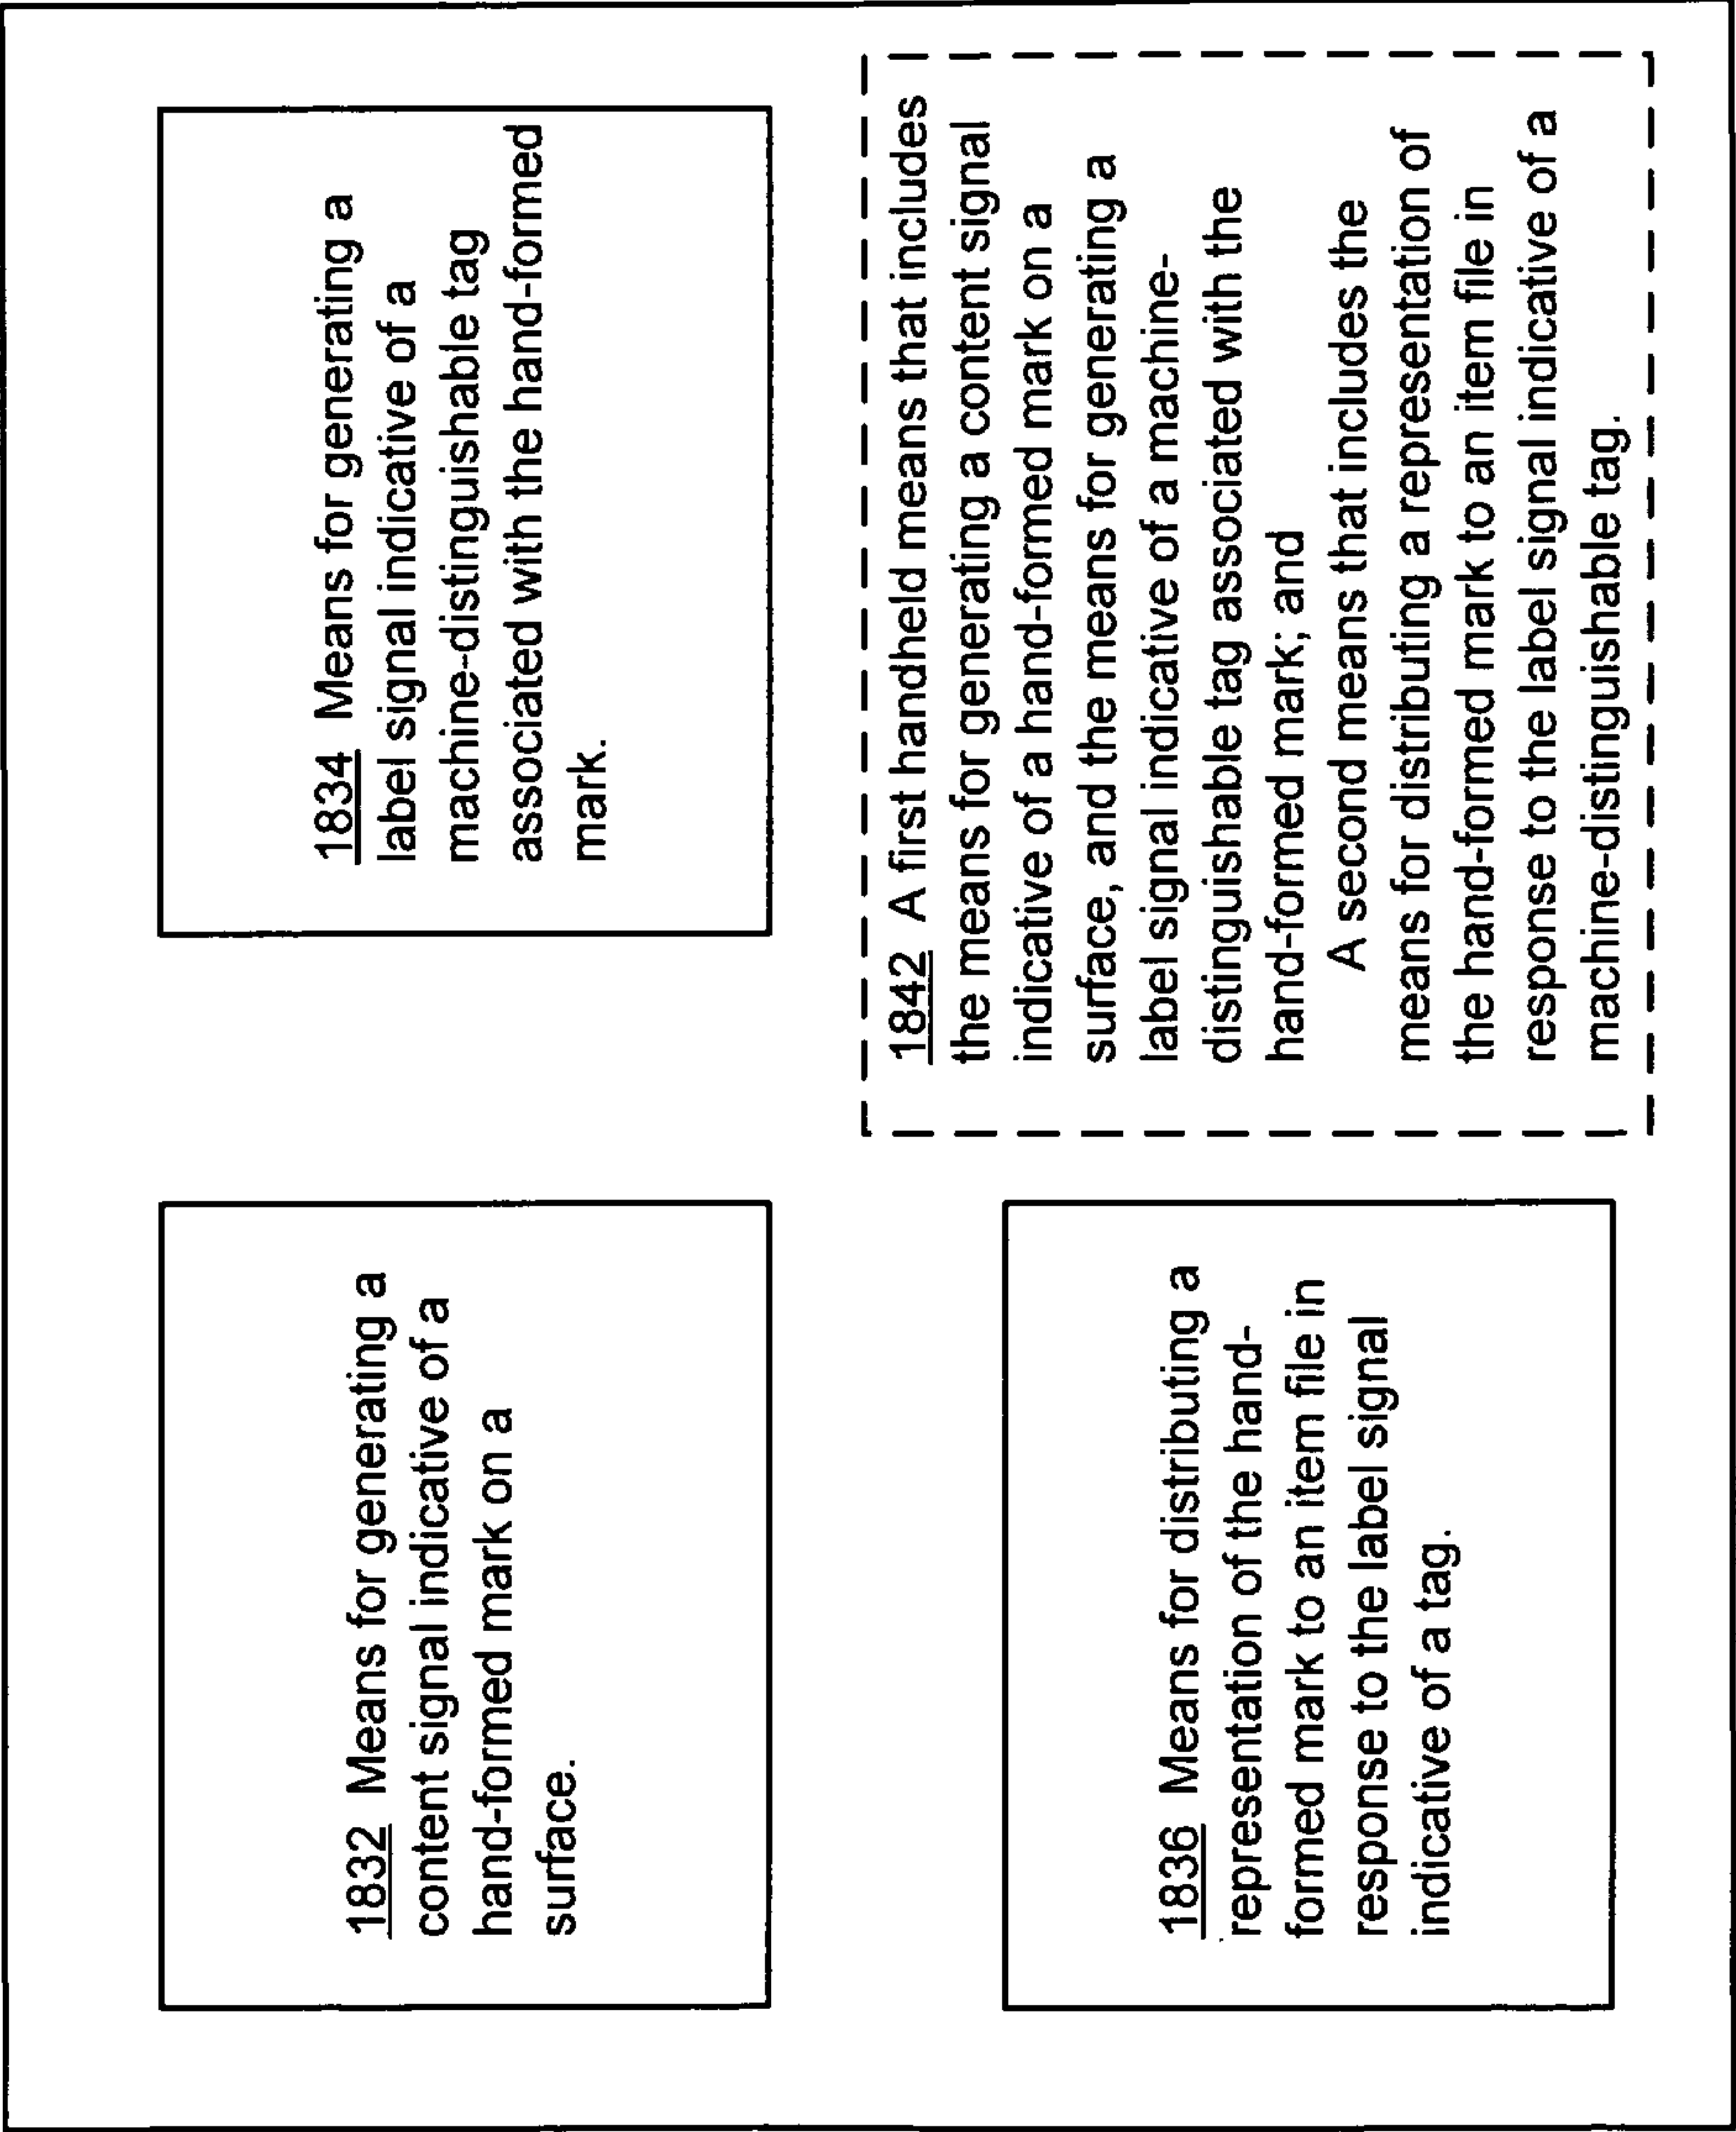 1832 Means for generating a
content signal indicative of a
hand-formed mark on a
surface.
1834 Means for generating a
label signal indicative of a
machine-distinguishable tag
associated with the hand-formed
mark.
1836 Means for distributing a
representation of the hand-
formed mark to an item file in
response to the label signal
indicative of a tag.
1842 A first handheld means that includes
the means for generating a content signal
indicative of a hand-formed mark on a
surface, and the means for generating a
label signal indicative of a machine-
distinguishable tag associated with the
hand-formed mark; and
A second means that includes the
means for distributing a representation of
the hand-formed mark to an item file in
response to the label signal indicative of a
machine-distinguishable tag.